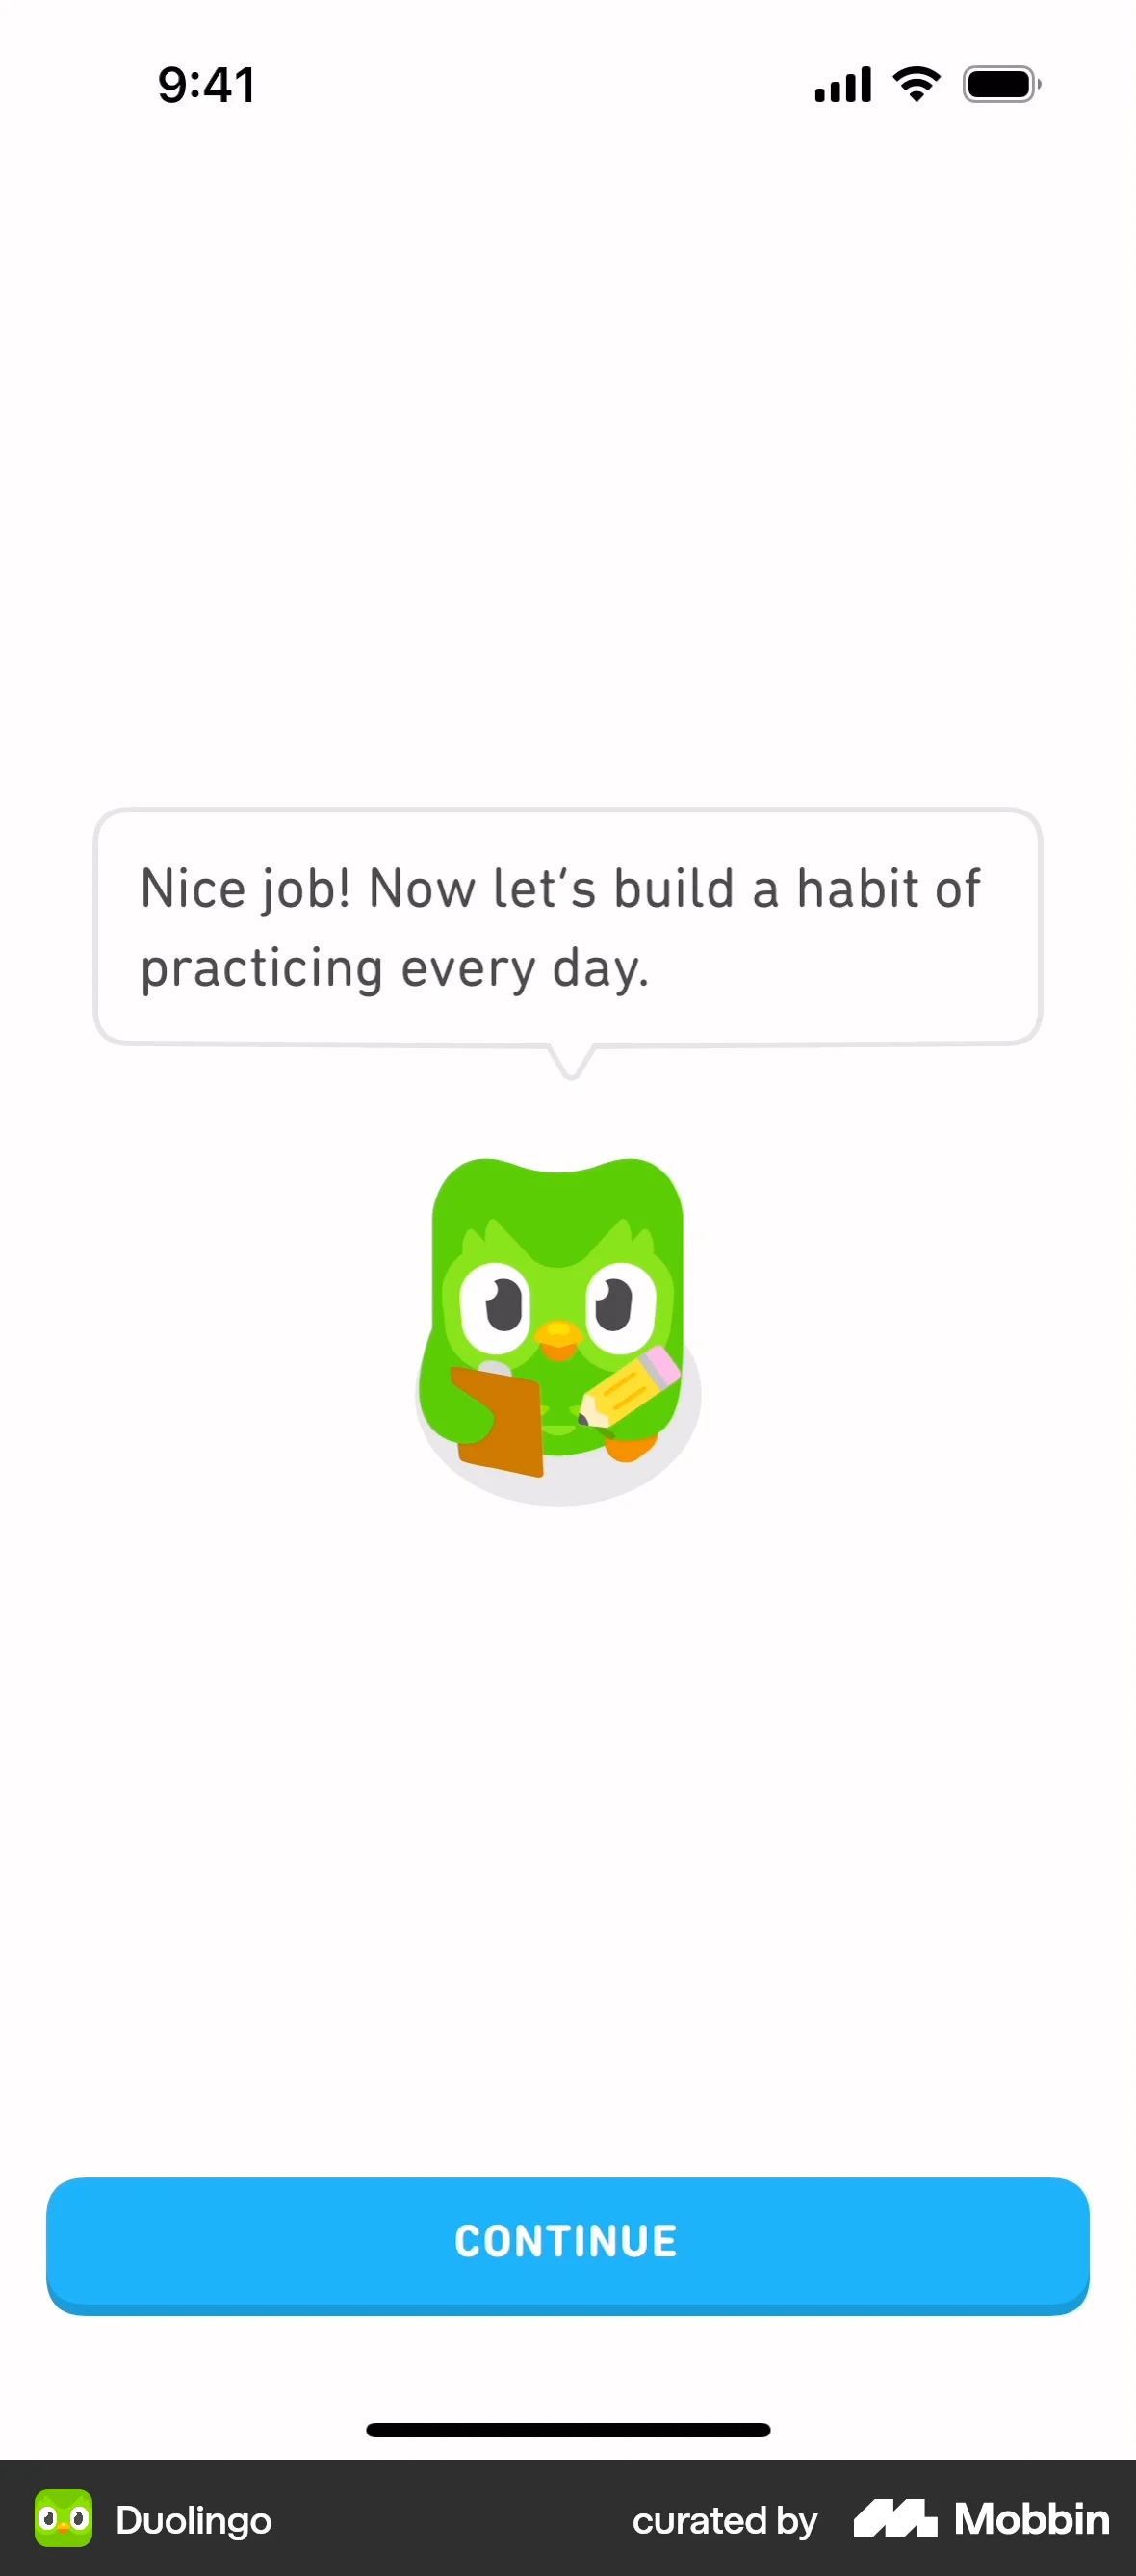 9:41
Nice job! Now let’s build a habit of
practicing every day.
CONTINUE
Duolingo
curated by Mobbin